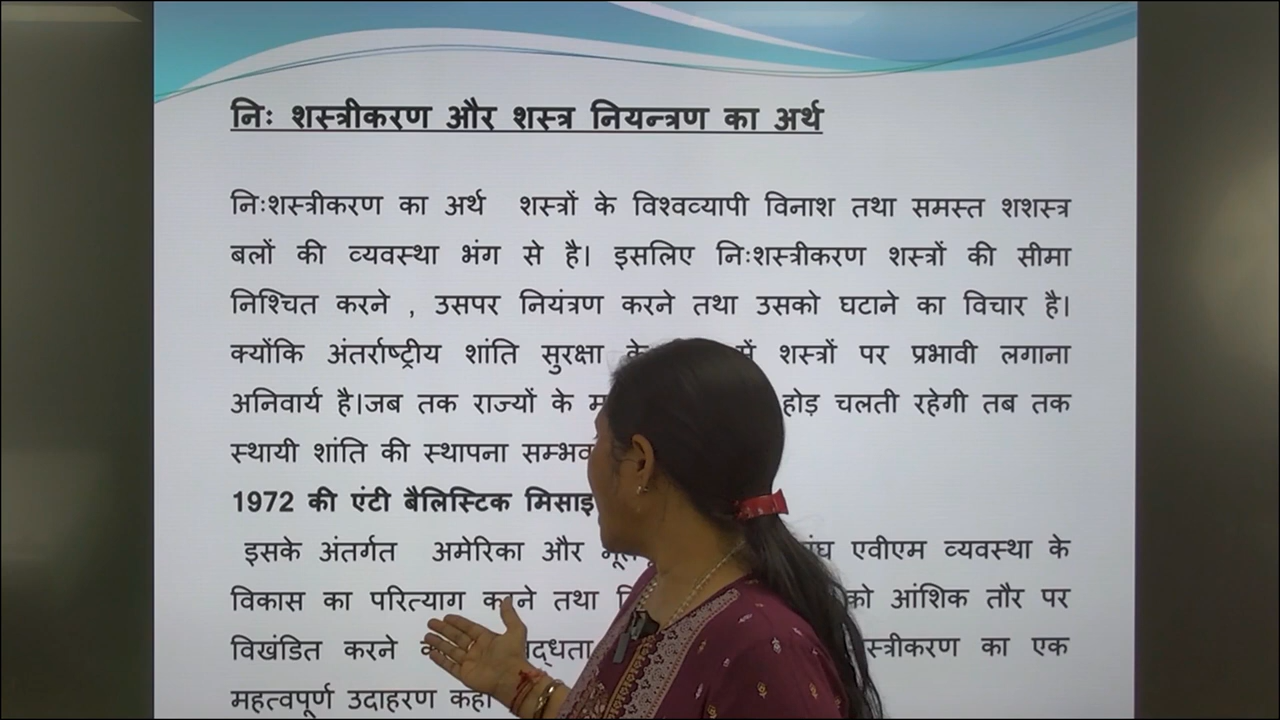 निः शस्त्रीकरण और शस्त्र नियन्त्रण का अर्थ
निःशस्त्रीकरण का अर्थ शस्त्रों के विश्वव्यापी विनाश तथा समस्त शशस्त्र
बलों की व्यवस्था भंग से है। इसलिए निःशस्त्रीकरण शस्त्रों की सीमा
निश्चित करने , उसपर नियंत्रण करने तथा उसको घटाने का विचार है।
क्योंकि अंतर्राष्ट्रीय शांति सुरक्षा में शस्त्रों पर प्रभावी लगाना
अनिवार्य है।जब तक राज्यों के होड़ चलती रहेगी तब तक
स्थायी शांति की स्थापना
1972 की एंटी बैलिस्टिक
इसके अंतर्गत अमेरिका और एवीएम व्यवस्था के
विकास का परित्याग करने तथा को आंशिक तौर पर
विखंडित करने का एक
महत्वपूर्ण उदाहरण कहा